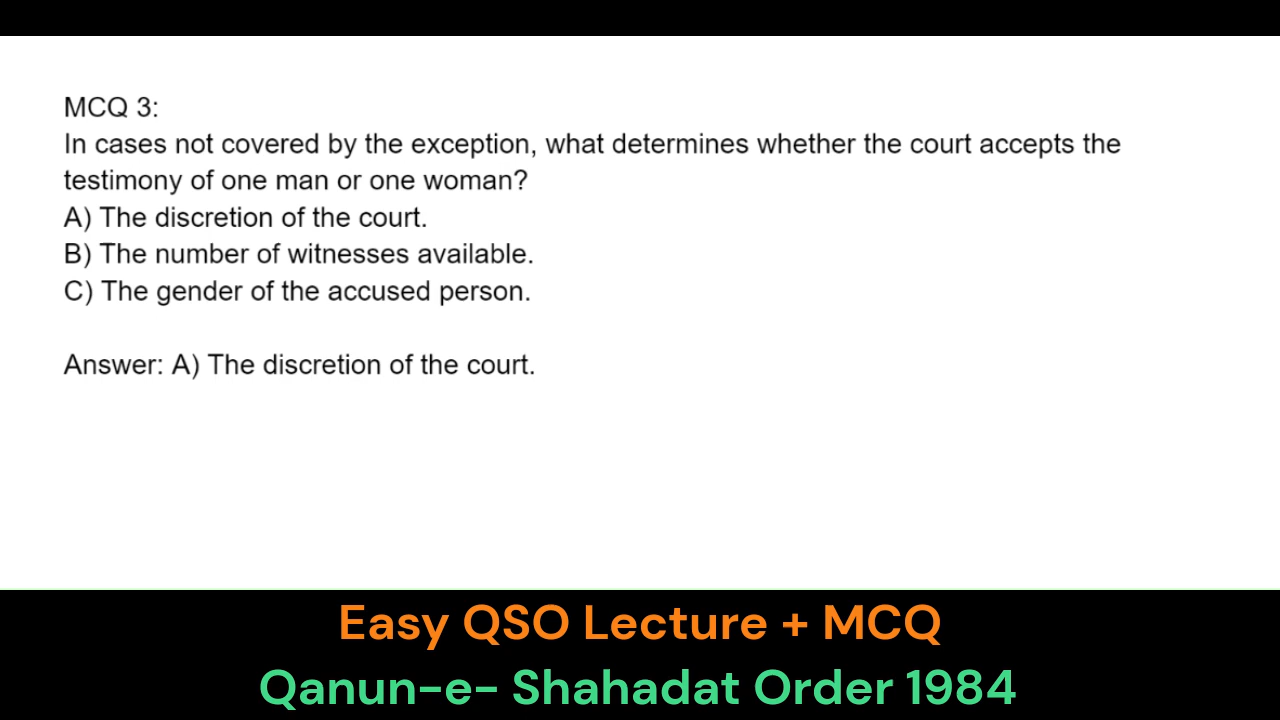 MCQ 3:
In cases not covered by the exception, what determines whether the court accepts the
testimony of one man or one woman?
A) The discretion of the court.
B) The number of witnesses available.
C) The gender of the accused person.
Answer: A) The discretion of the court.
Easy QSO Lecture + MCQ
Qanun-e- Shahadat Order 1984